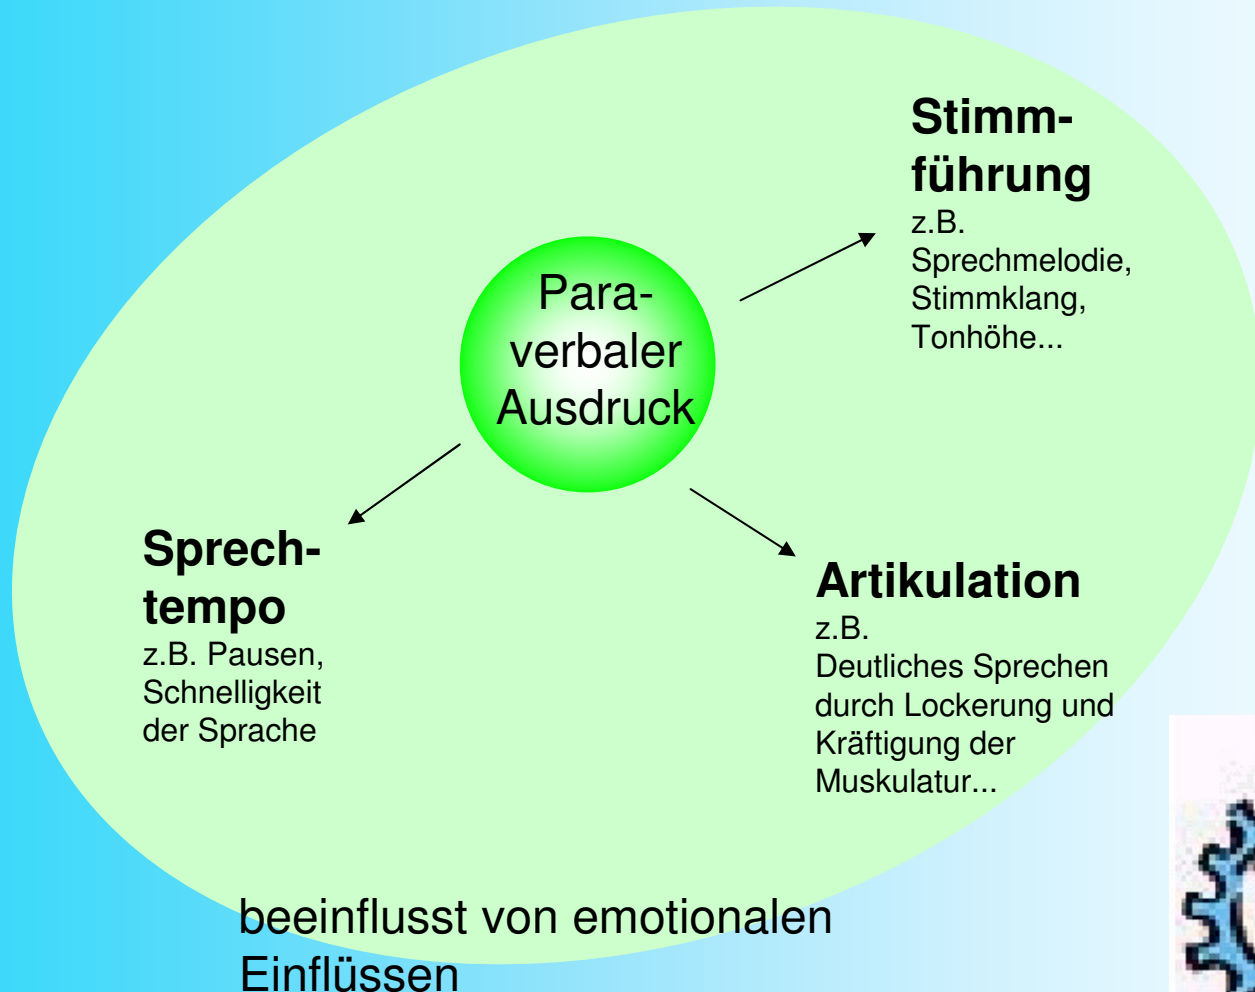 Para-
verbaler
Ausdruck
Stimm-
führung
z.B.
Sprechmelodie,
Stimmklang,
Tonhöhe...
Sprech-
tempo
z.B. Pausen,
Schnelligkeit
der Sprache
Artikulation
z.B.
Deutliches Sprechen
durch Lockerung und
Kräftigung der
Muskulatur...
beeinflusst von emotionalen
Einflüssen